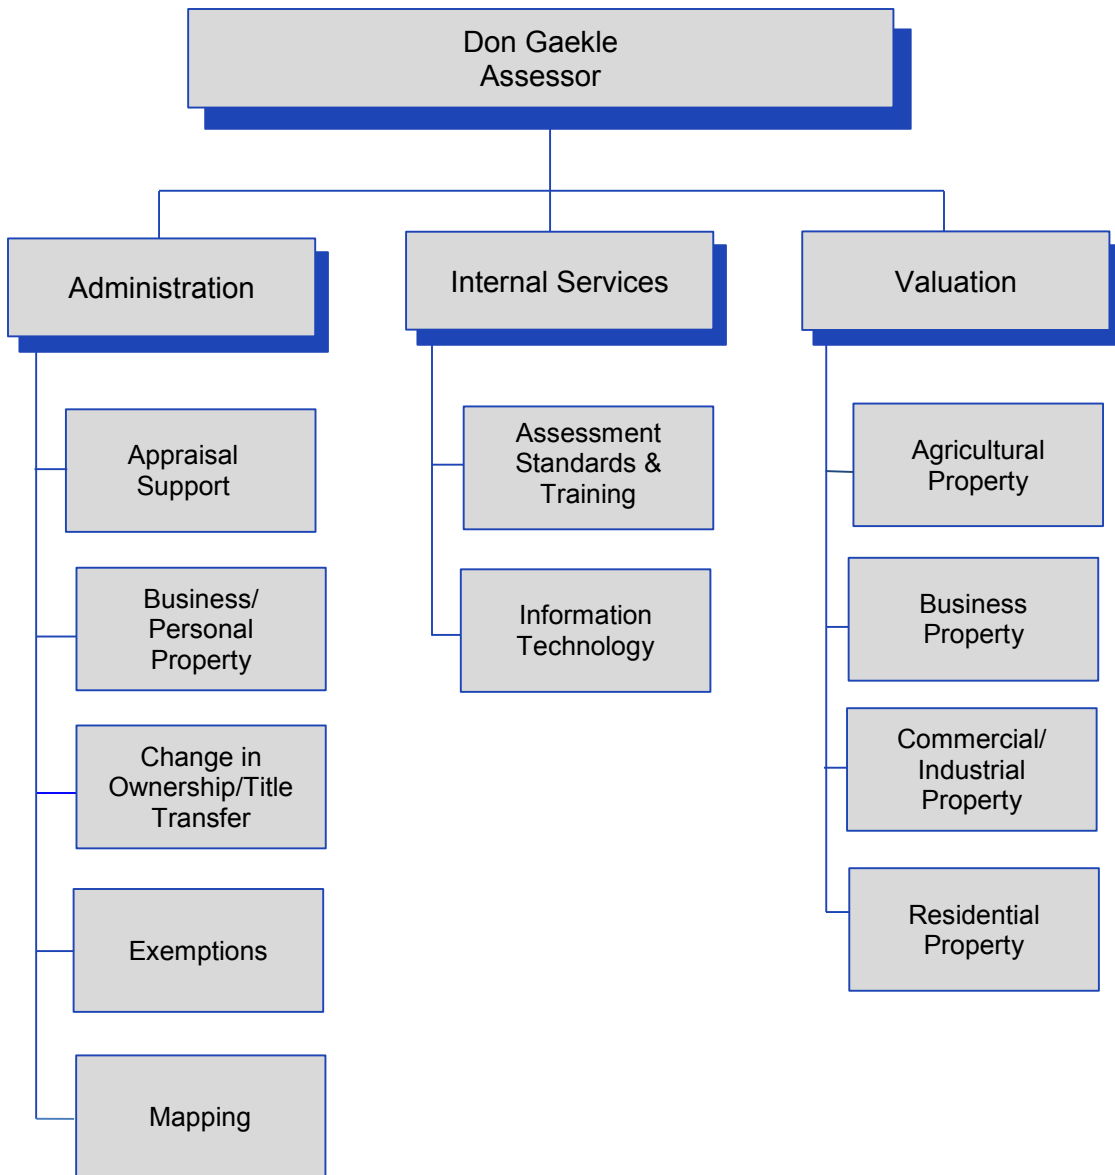 Don Gaekle
Assessor
Administration
Internal Services
Valuation
Appraisal
Support
Business/
Personal
Property
Change in
Ownership/Title
Transfer
Exemptions
Mapping
Assessment
Standards &
Training
Information
Technology
Agricultural
Property
Business
Property
Commercial/
Industrial
Property
Residential
Property